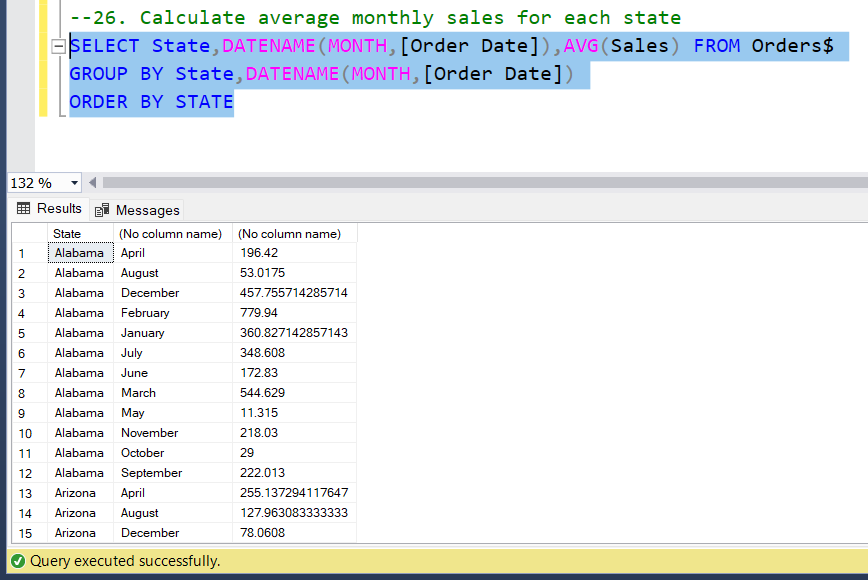 --26. Calculate average monthly sales for each state
SELECT State,DATENAME(MONTH,[Order Date]),AVG(Sales) FROM Orders$
GROUP BY State,DATENAME(MONTH,[Order Date])
ORDER BY STATE
132 %
Results Messages
State (No column name) (No column name)
1 Alabama April 196.42
2 Alabama August 53.0175
3 Alabama December 457.755714285714
4 Alabama February 779.94
5 Alabama January 360.827142857143
6 Alabama July 348.608
7 Alabama June 172.83
8 Alabama March 544.629
9 Alabama May 11.315
10 Alabama November 218.03
11 Alabama October 29
12 Alabama September 222.013
13 Arizona April 255.137294117647
14 Arizona August 127.963083333333
15 Arizona December 78.0608
Query executed successfully.